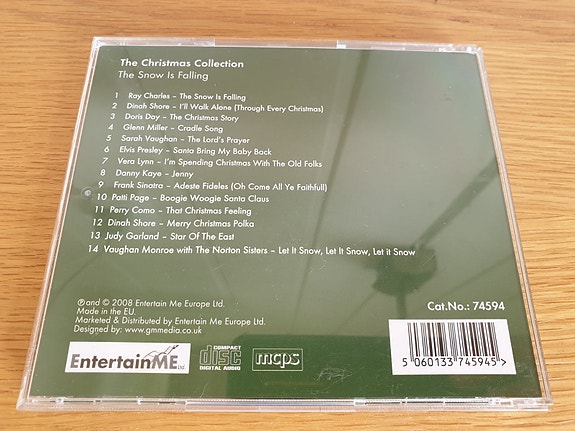 The Christmas Collection
The Snow Is Falling
1 Ray Charles – The Snow Is Falling
2 Dinah Shore – I'll Walk Alone (Through Every Christmas)
3 Doris Day – The Christmas Story
4 Glenn Miller – Cradle Song
5 Sarah Vaughan – The Lord's Prayer
6 Elvis Presley – Santa Bring My Baby Back
7 Vera Lynn – I'm Spending Christmas With The Old Folks
8 Danny Kaye – Jenny
9 Frank Sinatra – Adeste Fideles (Oh Come All Ye Faithful)
10 Patti Page – Boogie Woogie Santa Claus
11 Perry Como – That Christmas Feeling
12 Dinah Shore – Merry Christmas Polka
13 Judy Garland – Star Of The East
14 Vaughan Monroe with The Norton Sisters – Let It Snow, Let It Snow, Let it Snow
℗ and © 2008 Entertain Me Europe Ltd.
Made in the EU.
Marketed & Distributed by Entertain Me Europe Ltd.
Designed by: www.gmmedia.co.uk
Cat.No.: 74594
EntertainME Ltd.
COMPACT
disc
DIGITAL AUDIO
mcps
5 060133 745945 >